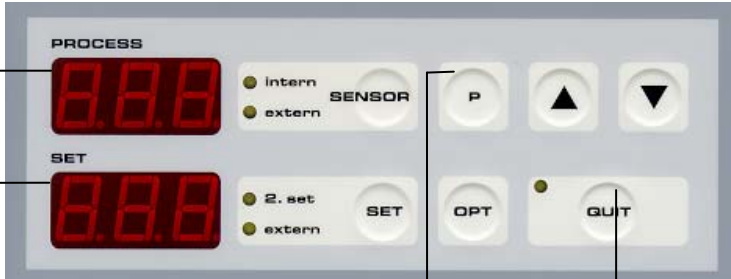 PROCESS
intern
extern
SENSOR
P
SET
2. set
extern
SET
OPT
QUIT